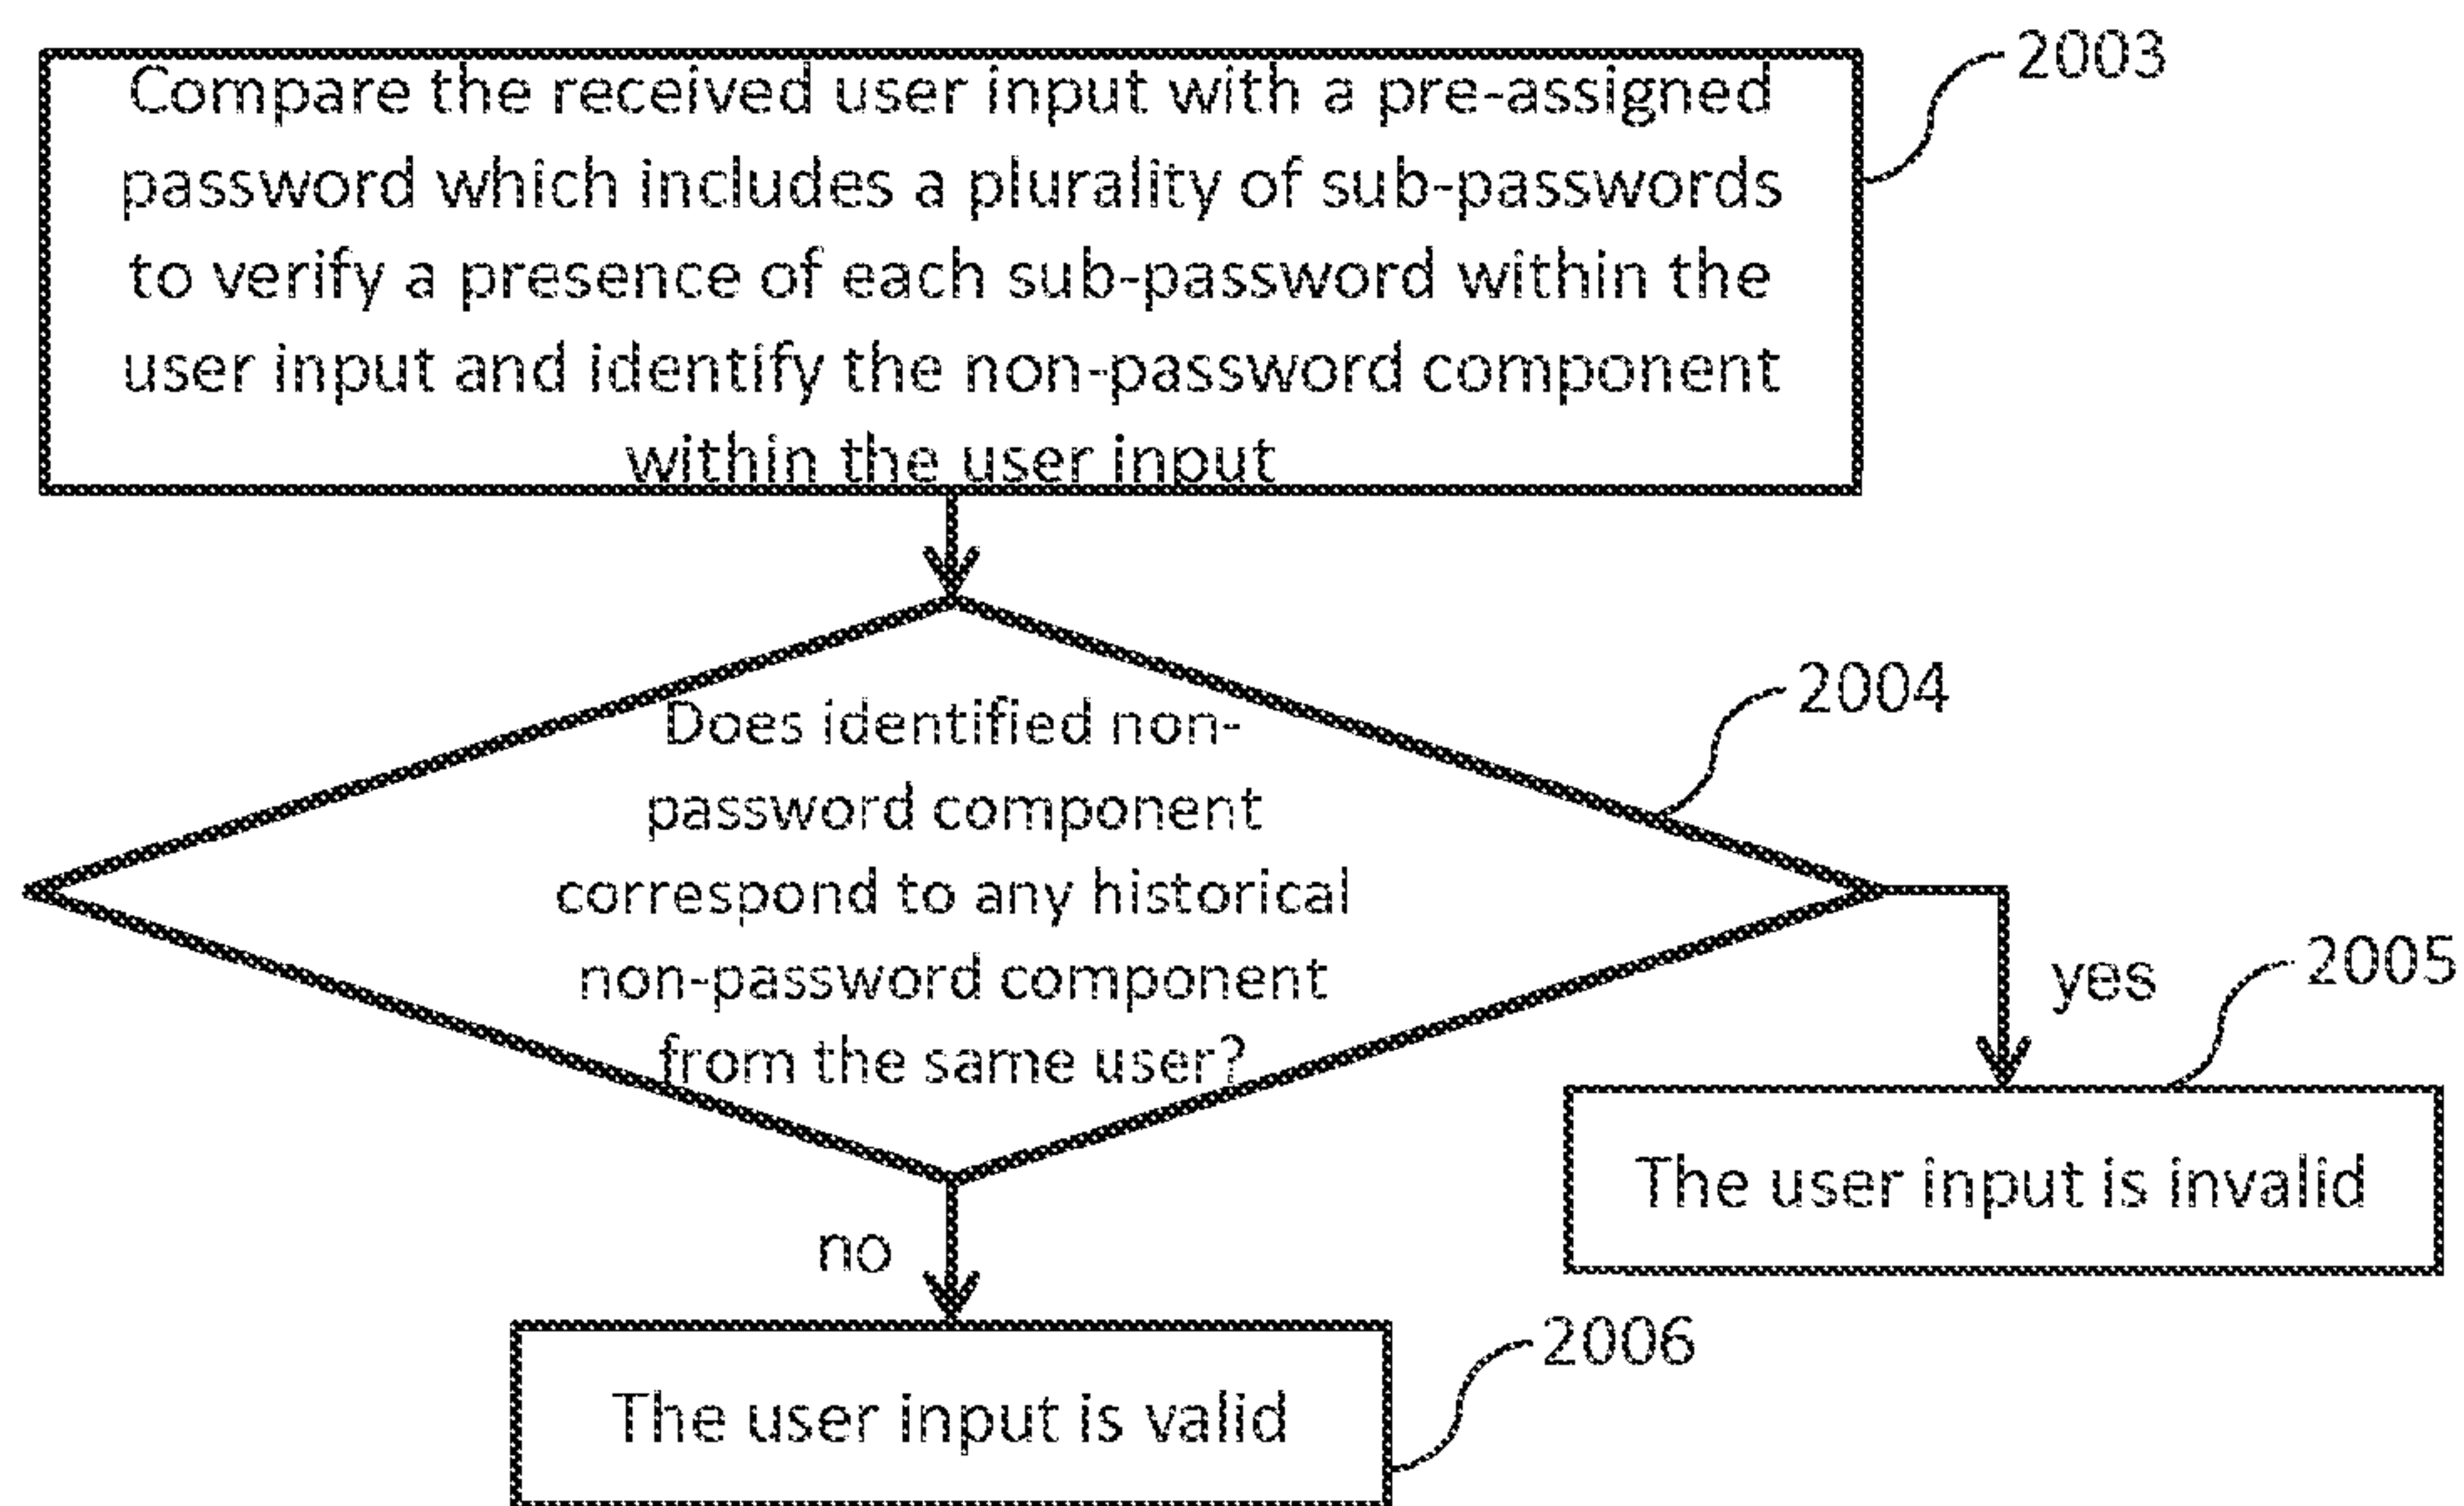 2003
Compare the received user input with a pre-assigned
password which includes a plurality of sub-passwords
to verify a presence of each sub-password within the
user input and identify the non-password component
within the user input
2004
Does identified non-
password component
correspond to any historical
non-password component
from the same user?
yes
2005
The user input is invalid
no
2006
The user input is valid